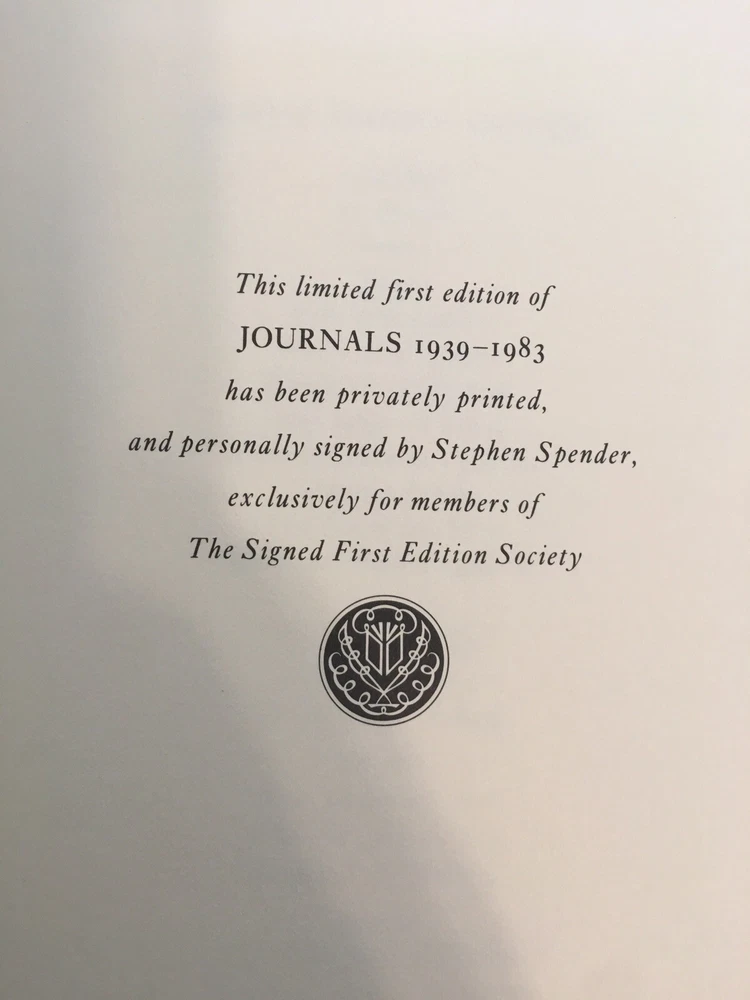 This limited first edition of
JOURNALS 1939–1983
has been privately printed,
and personally signed by Stephen Spender,
exclusively for members of
The Signed First Edition Society